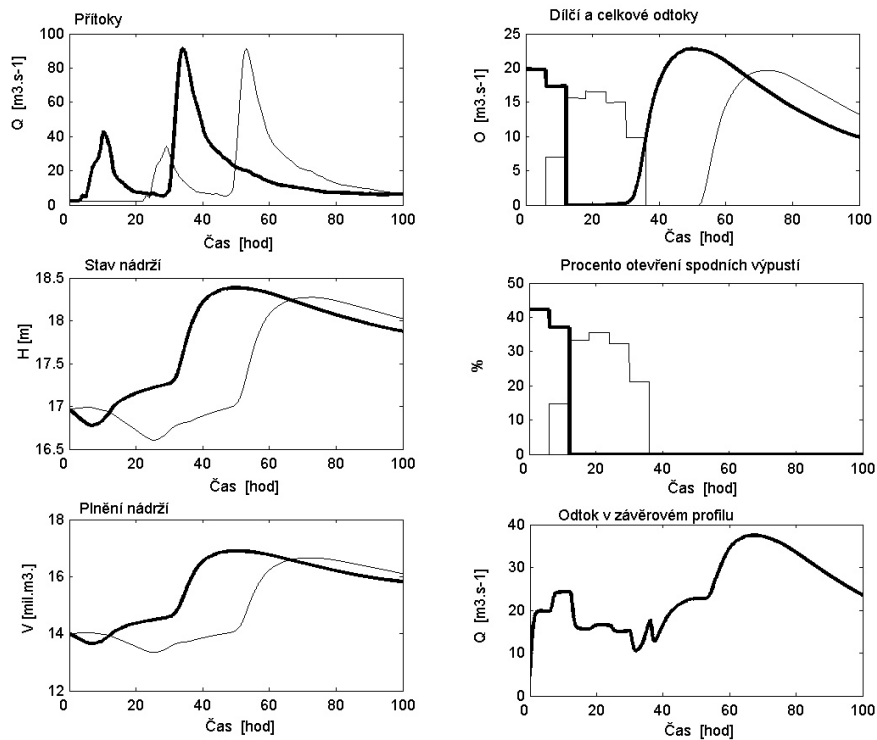 Přítoky
100
80
60
40
20
0
Q [m3.s-1]
0 20 40 60 80 100
Čas [hod]
Dílčí a celkové odtoky
25
20
15
10
5
0
O [m3.s-1]
0 20 40 60 80 100
Čas [hod]
Stav nádrží
18.5
18
17.5
17
16.5
H [m]
0 20 40 60 80 100
Čas [hod]
Procento otevření spodních výpustí
50
40
30
20
10
0
%
0 20 40 60 80 100
Čas [hod]
Plnění nádrží
18
16
14
12
V [mil.m3.]
0 20 40 60 80 100
Čas [hod]
Odtok v závěrovém profilu
40
30
20
10
0
Q [m3.s-1]
0 20 40 60 80 100
Čas [hod]